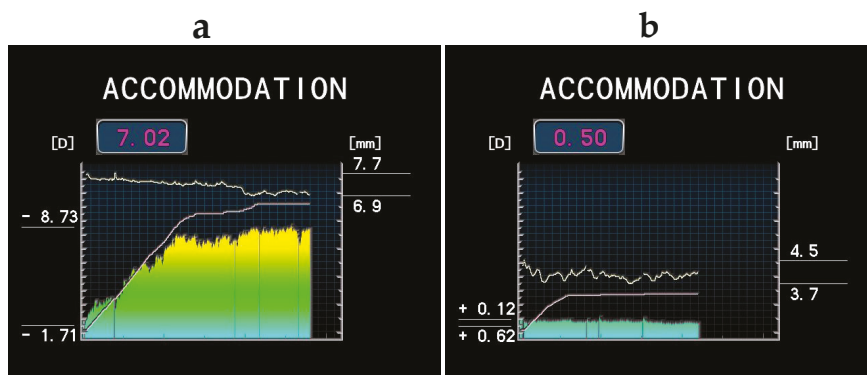 a
ACCOMMODATION
7.02
[D]
[mm]
7.7
6.9
- 8.73
- 1.71
b
ACCOMMODATION
0.50
[D]
[mm]
4.5
3.7
+ 0.12
+ 0.62